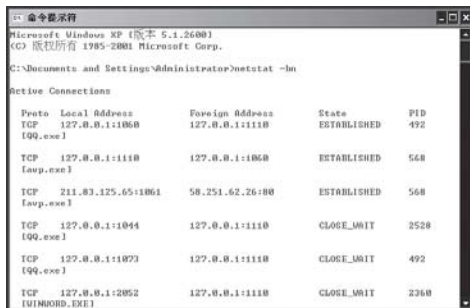 命令提示符
Microsoft Windows XP [版本 5.1.2600]
(C) 版权所有 1985-2001 Microsoft Corp.
C:\Documents and Settings\Administrator>netstat -bn
Active Connections
Proto Local Address Foreign Address State PID
TCP 127.0.0.1:1060 127.0.0.1:1110 ESTABLISHED 492
[QQ.exe]
TCP 127.0.0.1:1110 127.0.0.1:1060 ESTABLISHED 568
[avp.exe]
TCP 211.83.125.65:1061 58.251.62.26:80 ESTABLISHED 568
[avp.exe]
TCP 127.0.0.1:1044 127.0.0.1:1110 CLOSE_WAIT 2528
[QQ.exe]
TCP 127.0.0.1:1073 127.0.0.1:1110 CLOSE_WAIT 492
[QQ.exe]
TCP 127.0.0.1:2052 127.0.0.1:1110 CLOSE_WAIT 2360
[WINWORD.EXE]